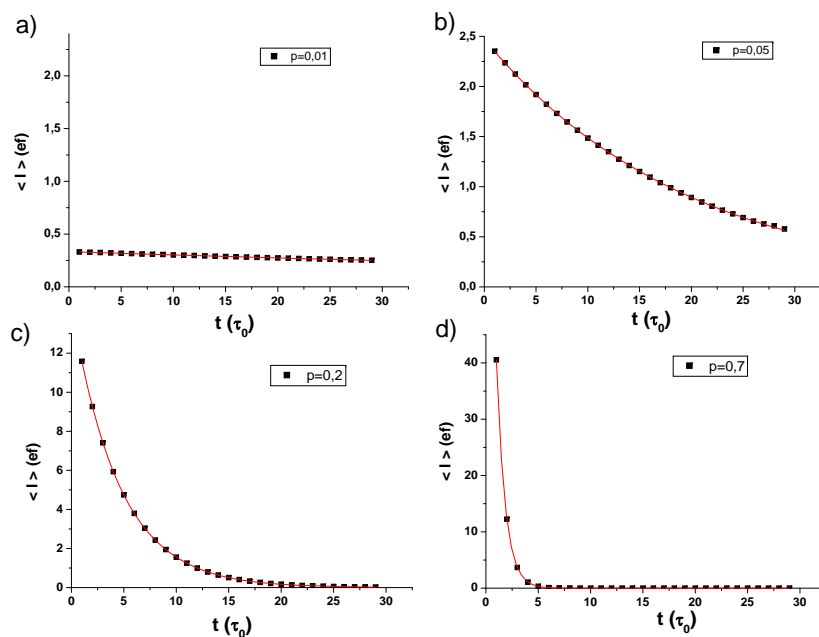 a)
p=0,01
2,0
1,5
1,0
0,5
0,0
< I > (ef)
0 5 10 15 20 25 30
t (τ0)
b)
p=0,05
2,5
2,0
1,5
1,0
0,5
0,0
< I > (ef)
0 5 10 15 20 25 30
t (τ0)
c)
p=0,2
12
10
8
6
4
2
0
< I > (ef)
0 5 10 15 20 25 30
t (τ0)
d)
p=0,7
40
30
20
10
0
< I > (ef)
0 5 10 15 20 25 30
t (τ0)